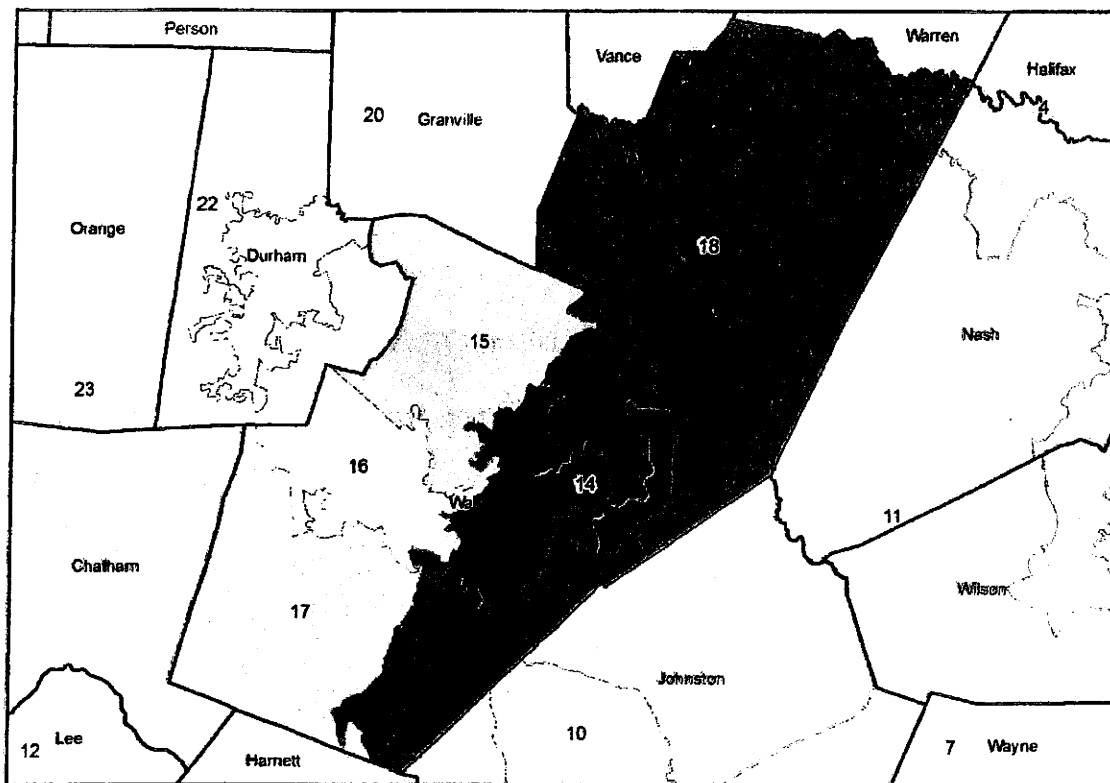 Person
Warren
Vance
Halifax
4
20
Granville
22
Orange
18
Durham
Nash
15
23
16
14
Wa
11
Chatham
Wilson
17
Johnston
10
12
Lee
Harnett
7
Wayne